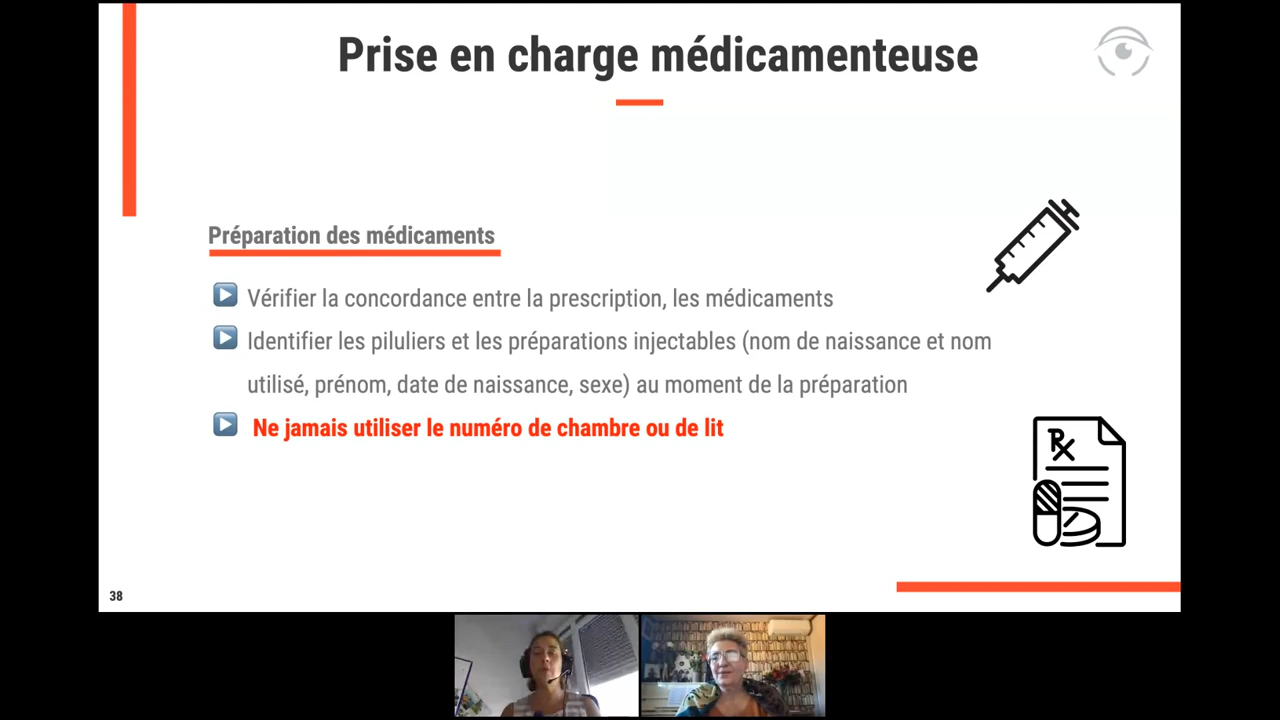 Prise en charge médicamenteuse
Préparation des médicaments
Vérifier la concordance entre la prescription, les médicaments
Identifier les piluliers et les préparations injectables (nom de naissance et nom
utilisé, prénom, date de naissance, sexe) au moment de la préparation
Ne jamais utiliser le numéro de chambre ou de lit
Rx
38